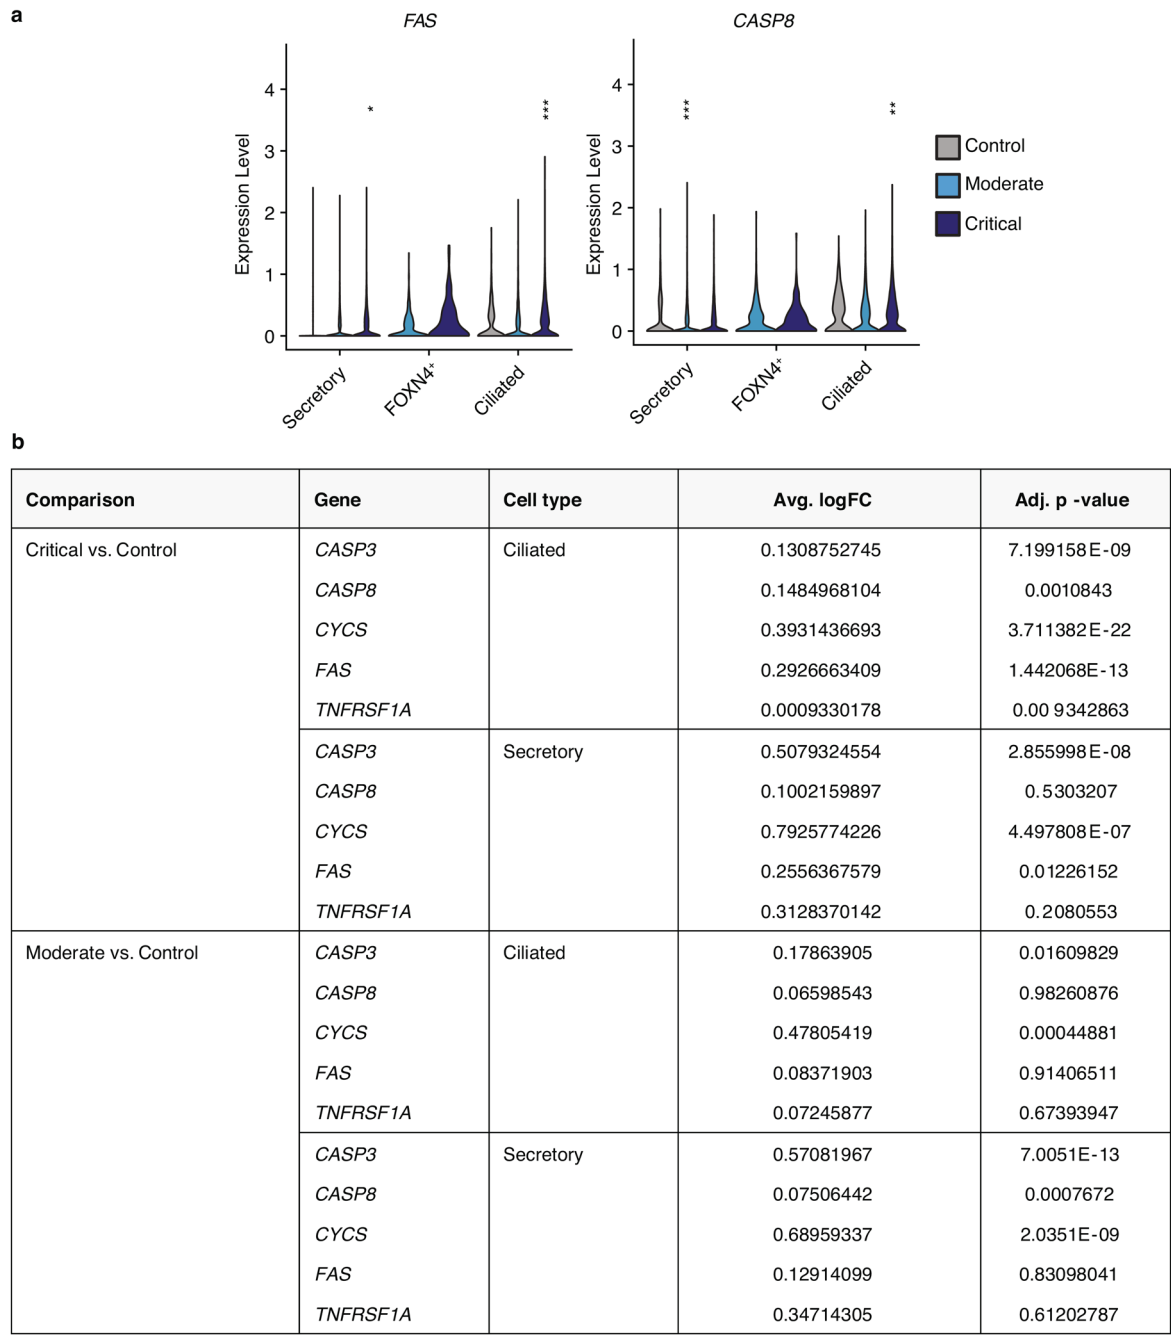 a
FAS
CASP8
Expression Level
4
3
2
1
0
*
***
Secretory
FOXN4+
Ciliated
Expression Level
4
3
2
1
0
***
**
Secretory
FOXN4+
Ciliated
Control
Moderate
Critical
b
Comparison Gene Cell type Avg. logFC Adj. p -value
Critical vs. Control CASP3 Ciliated 0.1308752745 7.199158E-09
CASP8 0.1484968104 0.0010843
CYCS 0.3931436693 3.711382E-22
FAS 0.2926663409 1.442068E-13
TNFRSF1A 0.0009330178 0.00 9342863
CASP3 Secretory 0.5079324554 2.855998E-08
CASP8 0.1002159897 0.5303207
CYCS 0.7925774226 4.497808E-07
FAS 0.2556367579 0.01226152
TNFRSF1A 0.3128370142 0.2080553
Moderate vs. Control CASP3 Ciliated 0.17863905 0.01609829
CASP8 0.06598543 0.98260876
CYCS 0.47805419 0.00044881
FAS 0.08371903 0.91406511
TNFRSF1A 0.07245877 0.67393947
CASP3 Secretory 0.57081967 7.0051E-13
CASP8 0.07506442 0.0007672
CYCS 0.68959337 2.0351E-09
FAS 0.12914099 0.83098041
TNFRSF1A 0.34714305 0.61202787